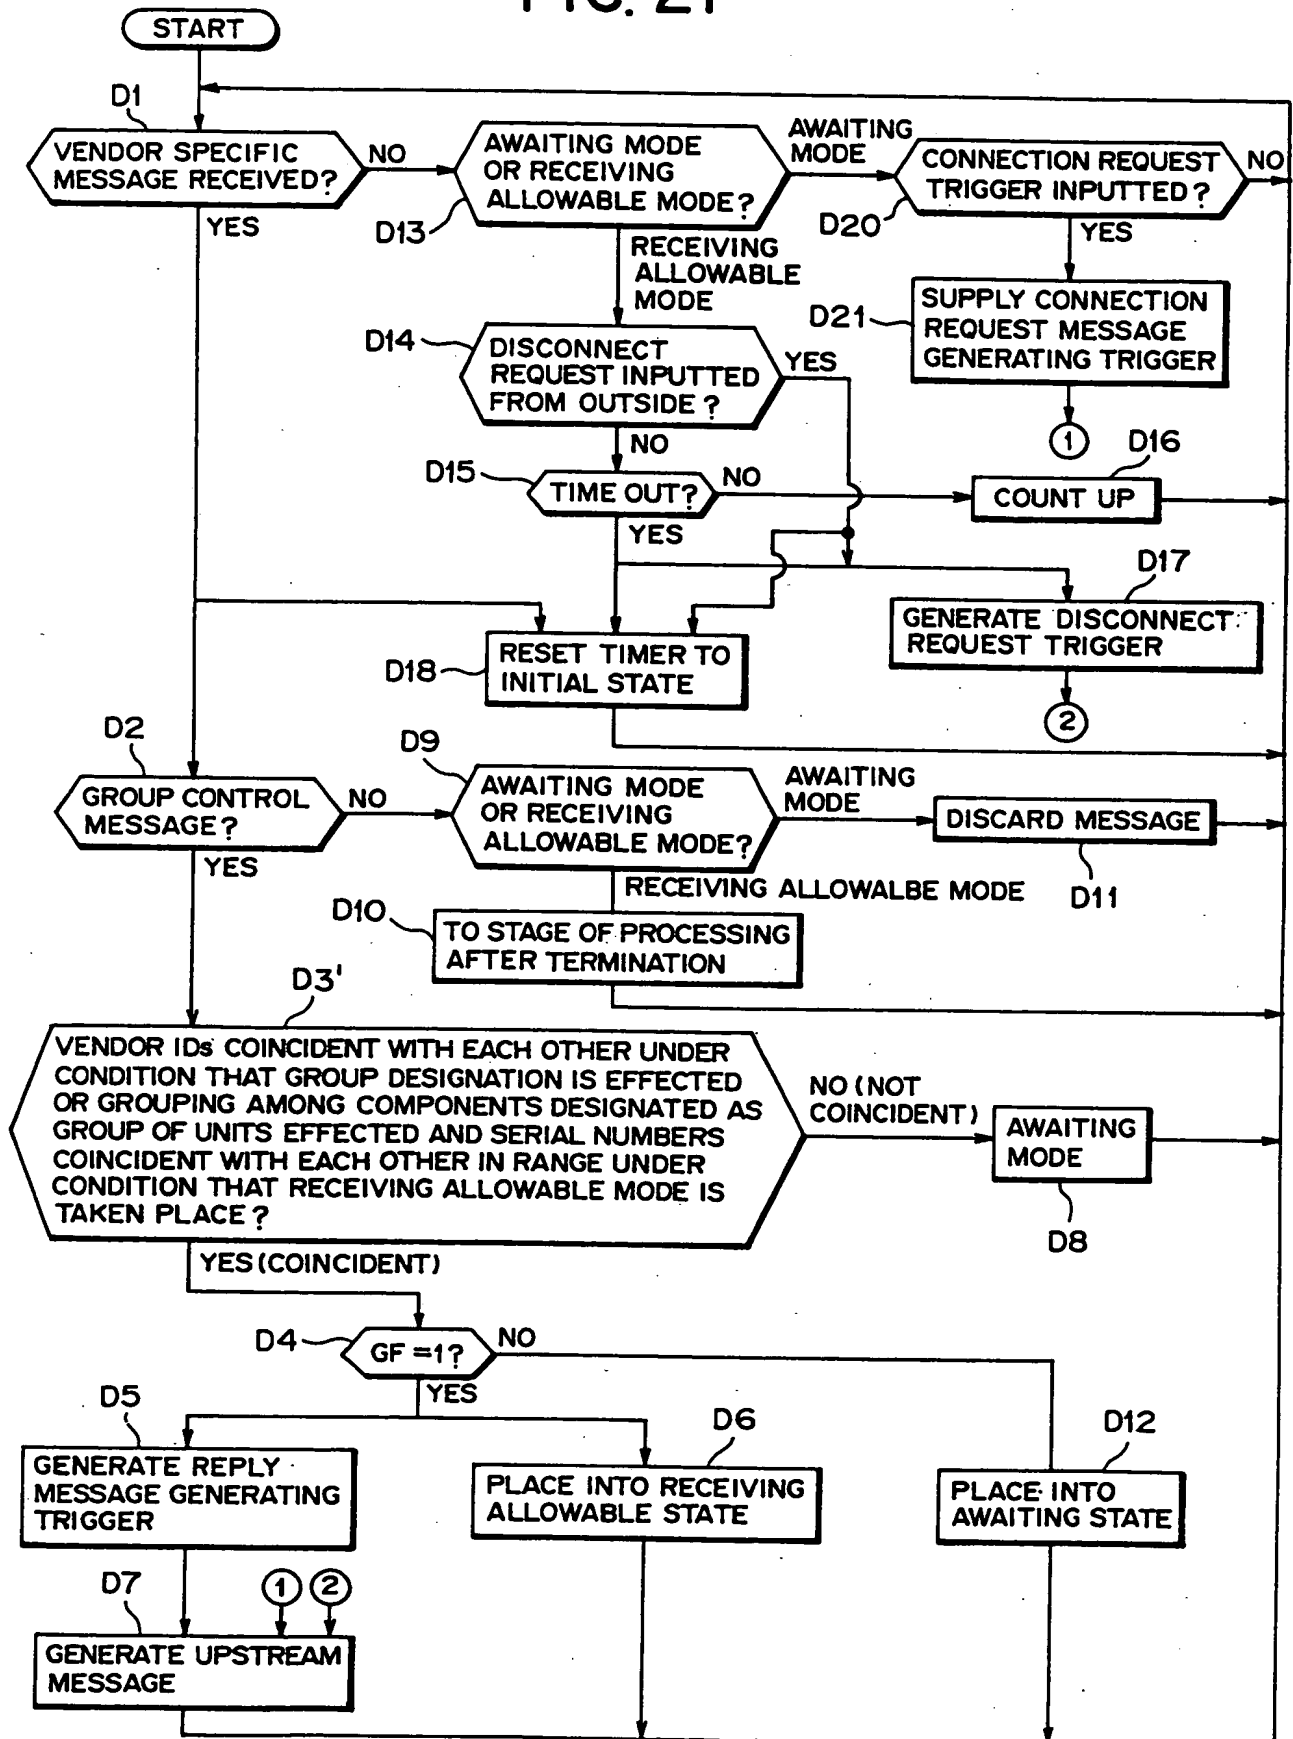 FIG. 21
START
D1
VENDOR SPECIFIC
MESSAGE RECEIVED?
NO
YES
AWAITING MODE
OR RECEIVING
ALLOWABLE MODE?
D13
AWAITING
MODE
RECEIVING
ALLOWABLE
MODE
CONNECTION REQUEST
TRIGGER INPUTTED?
D20
NO
YES
D21
SUPPLY CONNECTION
REQUEST MESSAGE
GENERATING TRIGGER
1
D14
DISCONNECT
REQUEST INPUTTED
FROM OUTSIDE?
YES
NO
D15
TIME OUT?
NO
YES
D16
COUNT UP
D17
GENERATE DISCONNECT
REQUEST TRIGGER
2
D18
RESET TIMER TO
INITIAL STATE
D2
GROUP CONTROL
MESSAGE?
NO
YES
D9
AWAITING MODE
OR RECEIVING
ALLOWABLE MODE?
AWAITING
MODE
DISCARD MESSAGE
D11
RECEIVING ALLOWALBE MODE
D10
TO STAGE OF PROCESSING
AFTER TERMINATION
D3'
VENDOR IDs COINCIDENT WITH EACH OTHER UNDER
CONDITION THAT GROUP DESIGNATION IS EFFECTED
OR GROUPING AMONG COMPONENTS DESIGNATED AS
GROUP OF UNITS EFFECTED AND SERIAL NUMBERS
COINCIDENT WITH EACH OTHER IN RANGE UNDER
CONDITION THAT RECEIVING ALLOWABLE MODE IS
TAKEN PLACE?
NO (NOT
COINCIDENT)
AWAITING
MODE
D8
YES (COINCIDENT)
D4
GF=1?
NO
YES
D5
GENERATE REPLY
MESSAGE GENERATING
TRIGGER
D6
PLACE INTO RECEIVING
ALLOWABLE STATE
D12
PLACE INTO
AWAITING STATE
D7
1 2
GENERATE UPSTREAM
MESSAGE